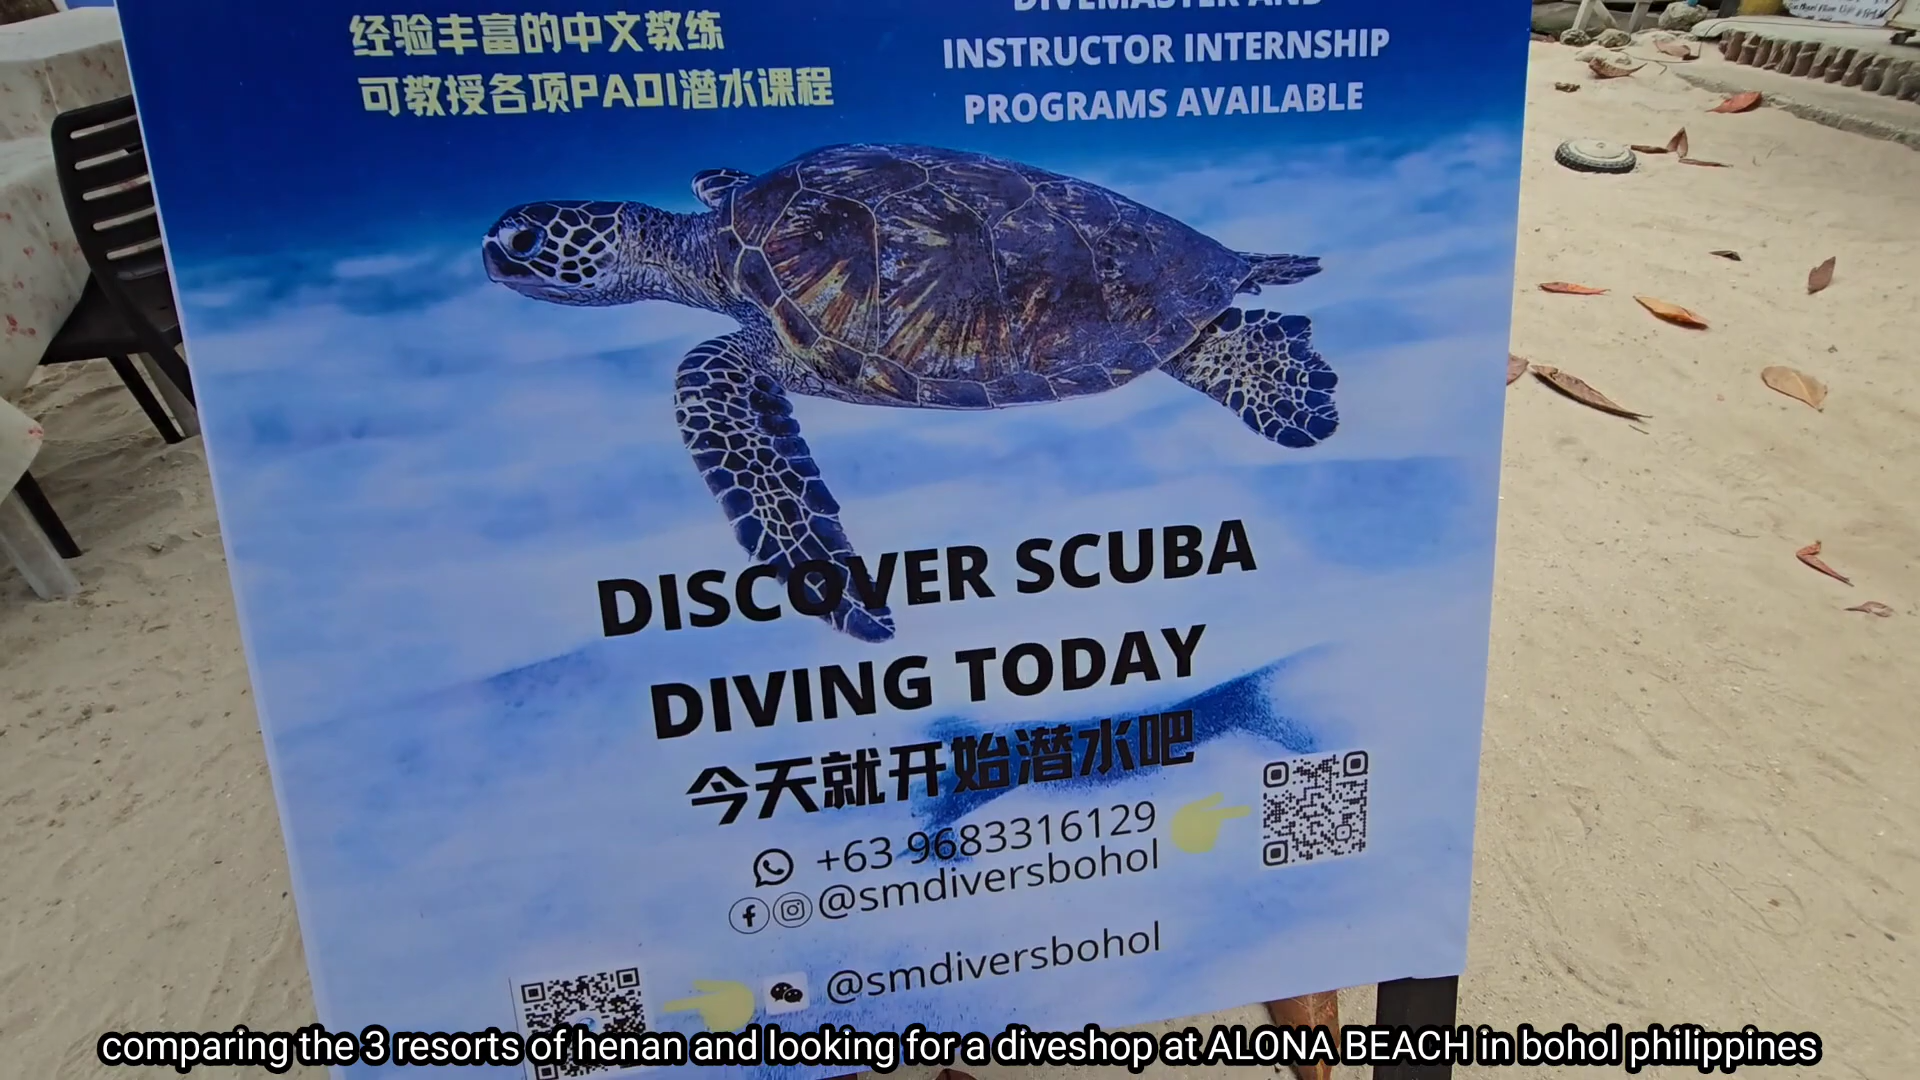 经验丰富的中文教练
可教授各项PADI潜水课程
DIVEMASTER AND
INSTRUCTOR INTERNSHIP
PROGRAMS AVAILABLE
DISCOVER SCUBA
DIVING TODAY
今天就开始潜水吧
+63 9683316129
@smdiversbohol
@smdiversbohol
comparing the 3 resorts of henan and looking for a diveshop at ALONA BEACH in bohol philippines